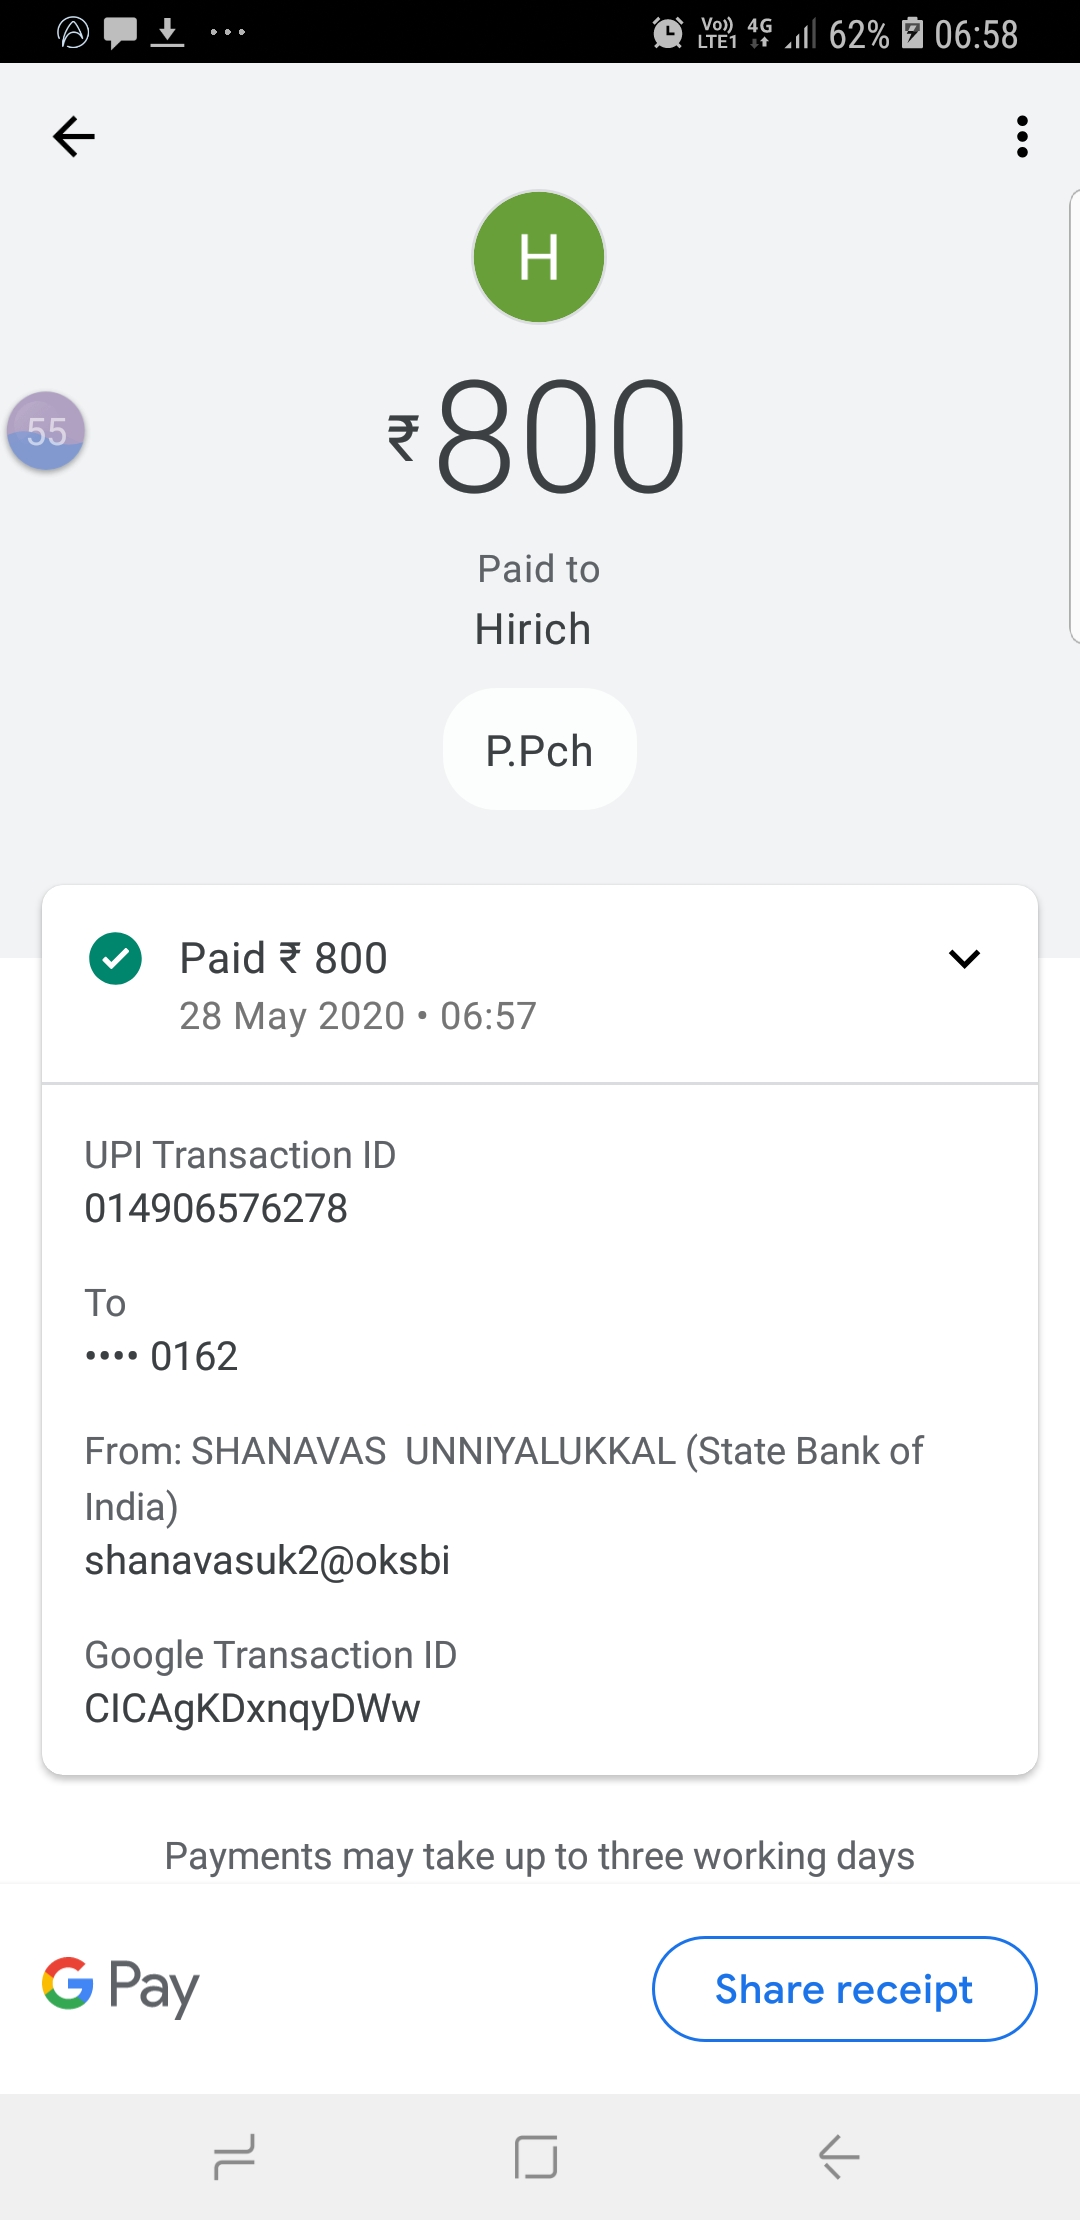 Vo)) LTE1 4G 62% 06:58
H
55
₹800
Paid to
Hirich
P.Pch
Paid ₹ 800
28 May 2020 • 06:57
UPI Transaction ID
014906576278
To
•••• 0162
From: SHANAVAS  UNNIYALUKKAL (State Bank of
India)
shanavasuk2@oksbi
Google Transaction ID
CICAgKDxnqyDWw
Payments may take up to three working days
G Pay
Share receipt